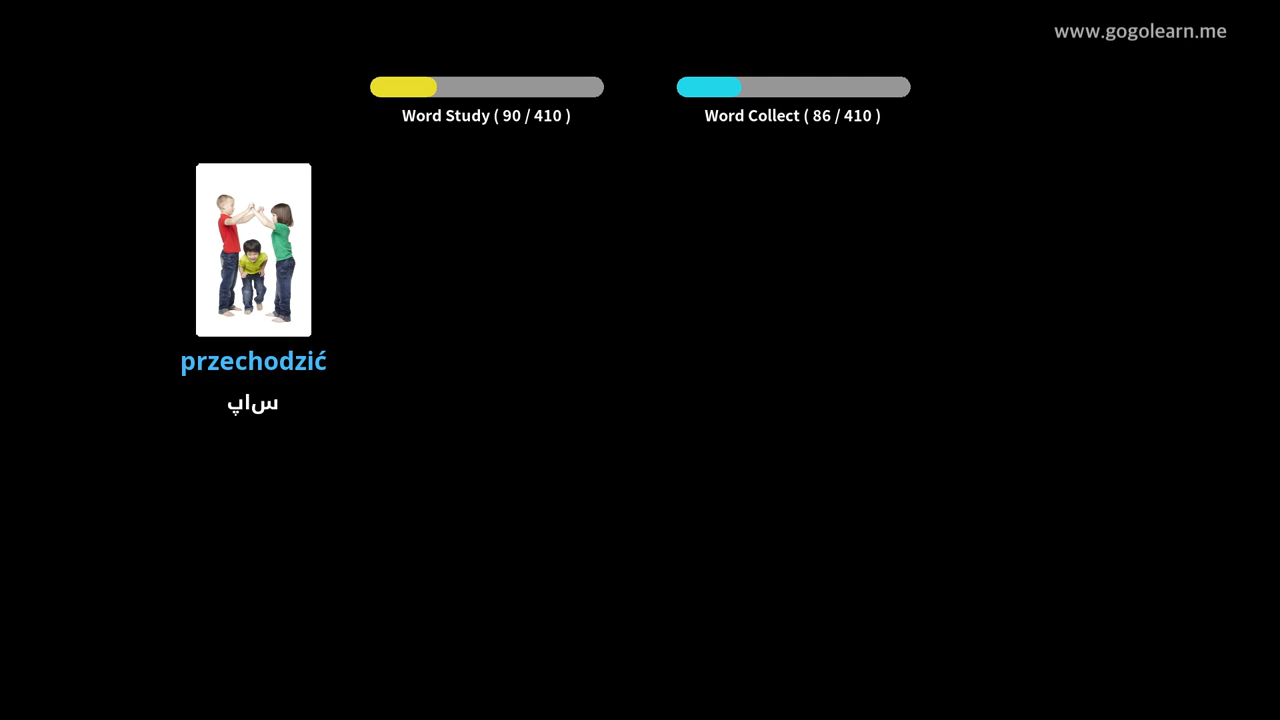 www.gogolearn.me
Word Study ( 90 / 410 )
Word Collect ( 86 / 410 )
przechodzić
ساپ